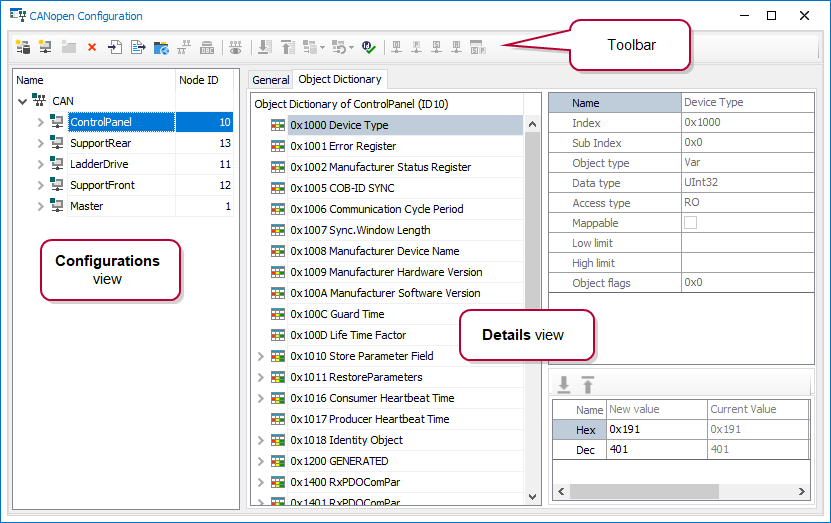 CANopen Configuration
Toolbar
Name Node ID
CAN
ControlPanel 10
SupportRear 13
LadderDrive 11
SupportFront 12
Master 1
Configurations
view
General Object Dictionary
Object Dictionary of ControlPanel (ID10)
0x1000 Device Type
0x1001 Error Register
0x1002 Manufacturer Status Register
0x1005 COB-ID SYNC
0x1006 Communication Cycle Period
0x1007 Sync.Window Length
0x1008 Manufacturer Device Name
0x1009 Manufacturer Hardware Version
0x100A Manufacturer Software Version
0x100C Guard Time
0x100D Life Time Factor
0x1010 Store Parameter Field
0x1011 RestoreParameters
0x1016 Consumer Heartbeat Time
0x1017 Producer Heartbeat Time
0x1018 Identity Object
0x1200 GENERATED
0x1400 RxPDOComPar
0x1401 RxPDOComPar
Name Device Type
Index 0x1000
Sub Index 0x0
Object type Var
Data type UInt32
Access type RO
Mappable
Low limit
High limit
Object flags 0x0
Details view
Name New value Current Value
Hex 0x191 0x191
Dec 401 401